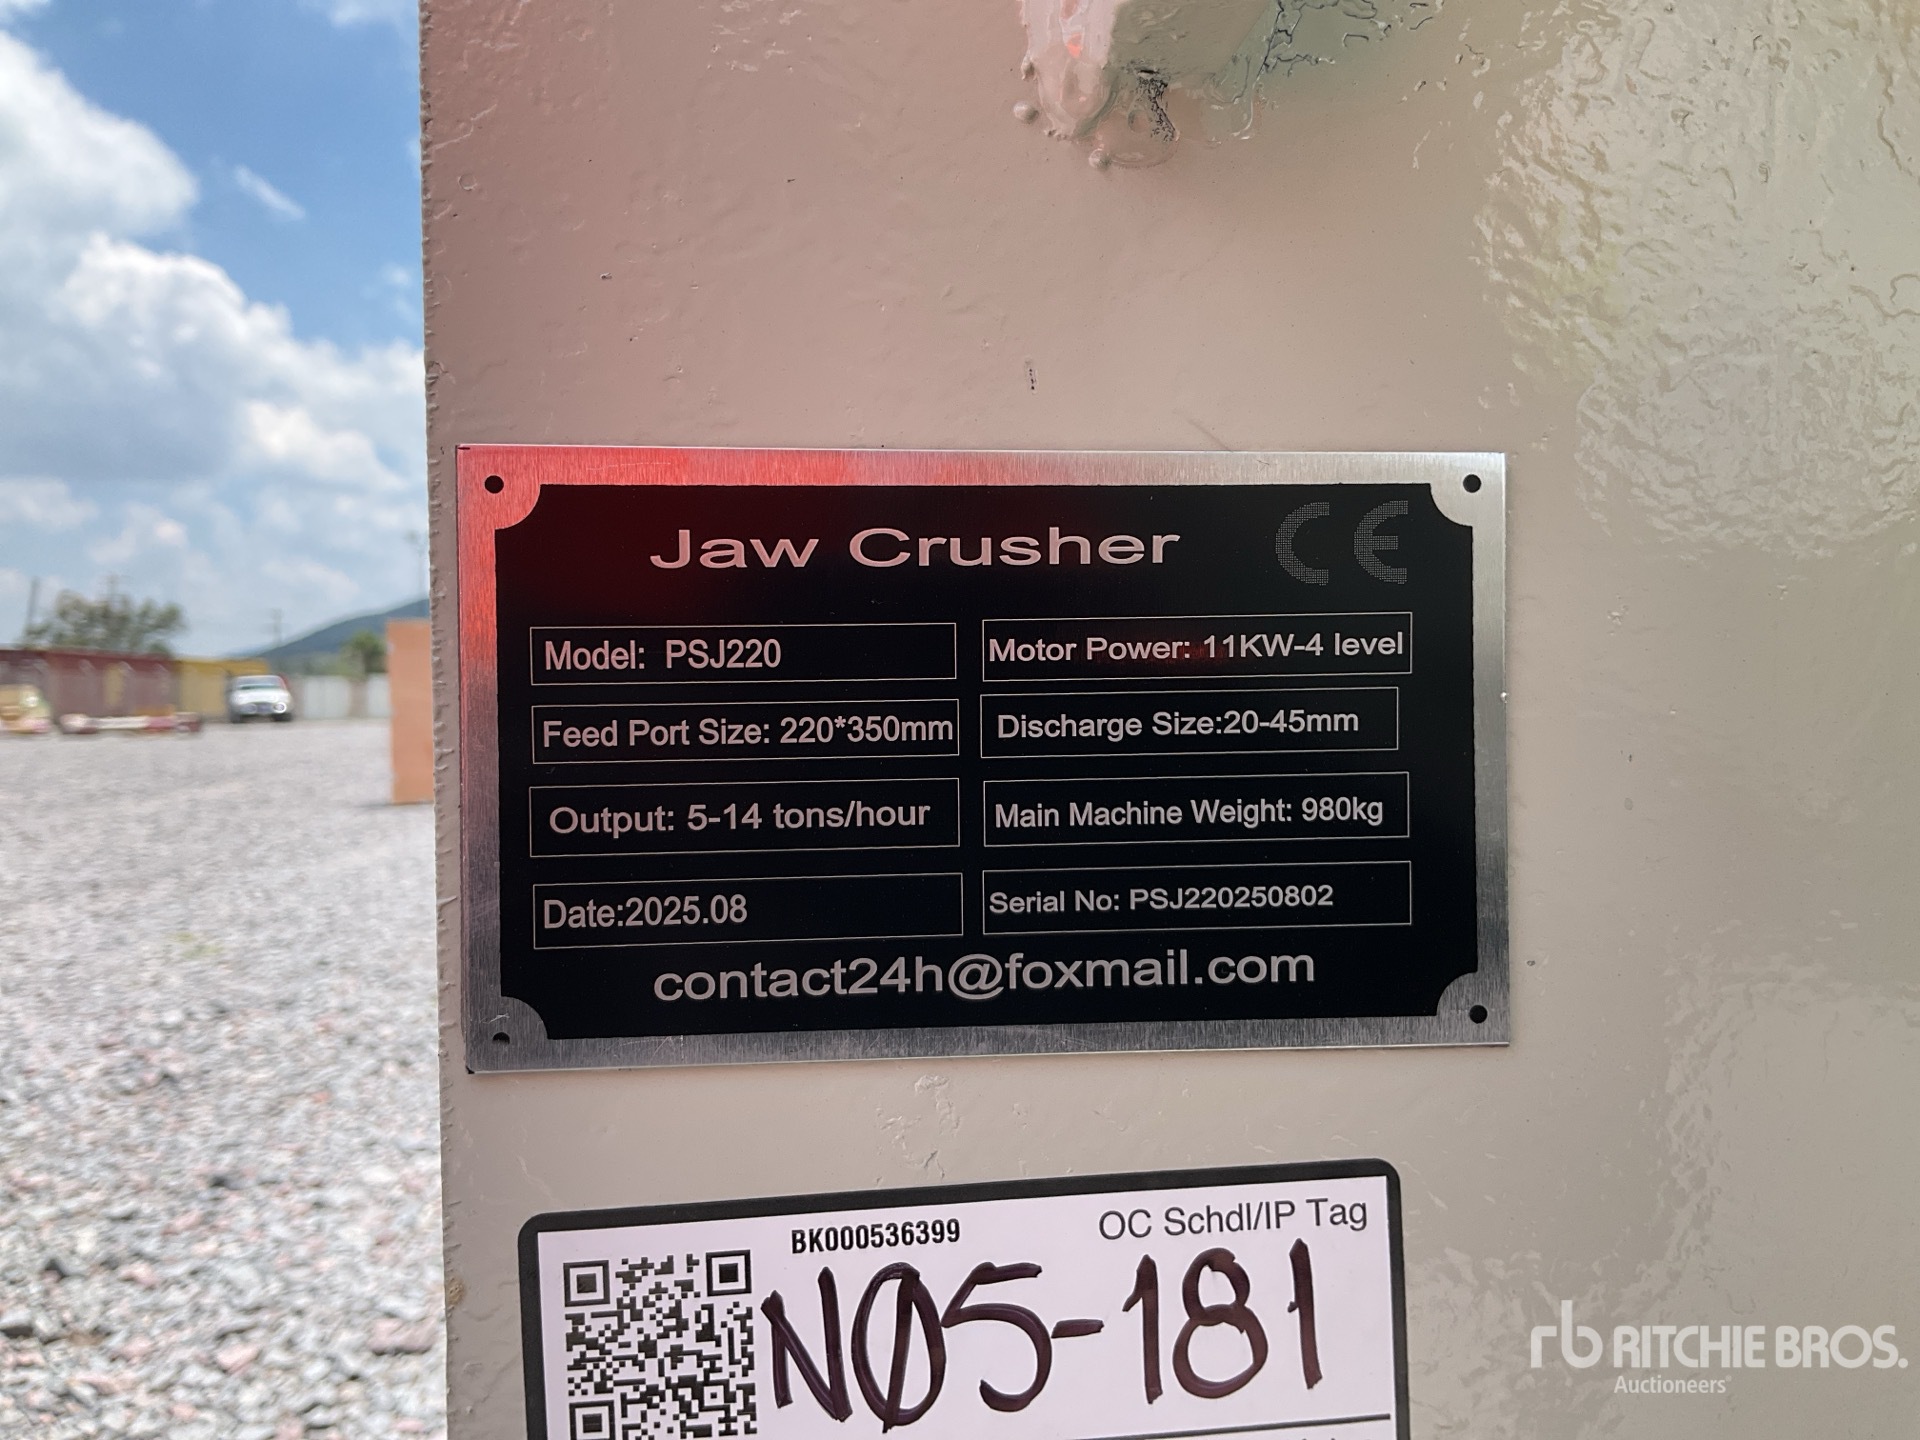 Jaw Crusher CE
Model: PSJ220
Motor Power: 11KW-4 level
Feed Port Size: 220*350mm
Discharge Size:20-45mm
Output: 5-14 tons/hour
Main Machine Weight: 980kg
Date:2025.08
Serial No: PSJ220250802
contact24h@foxmail.com
BK000536399
OC Schdl/IP Tag
NØ5-181
rb RITCHIE BROS.
Auctioneers